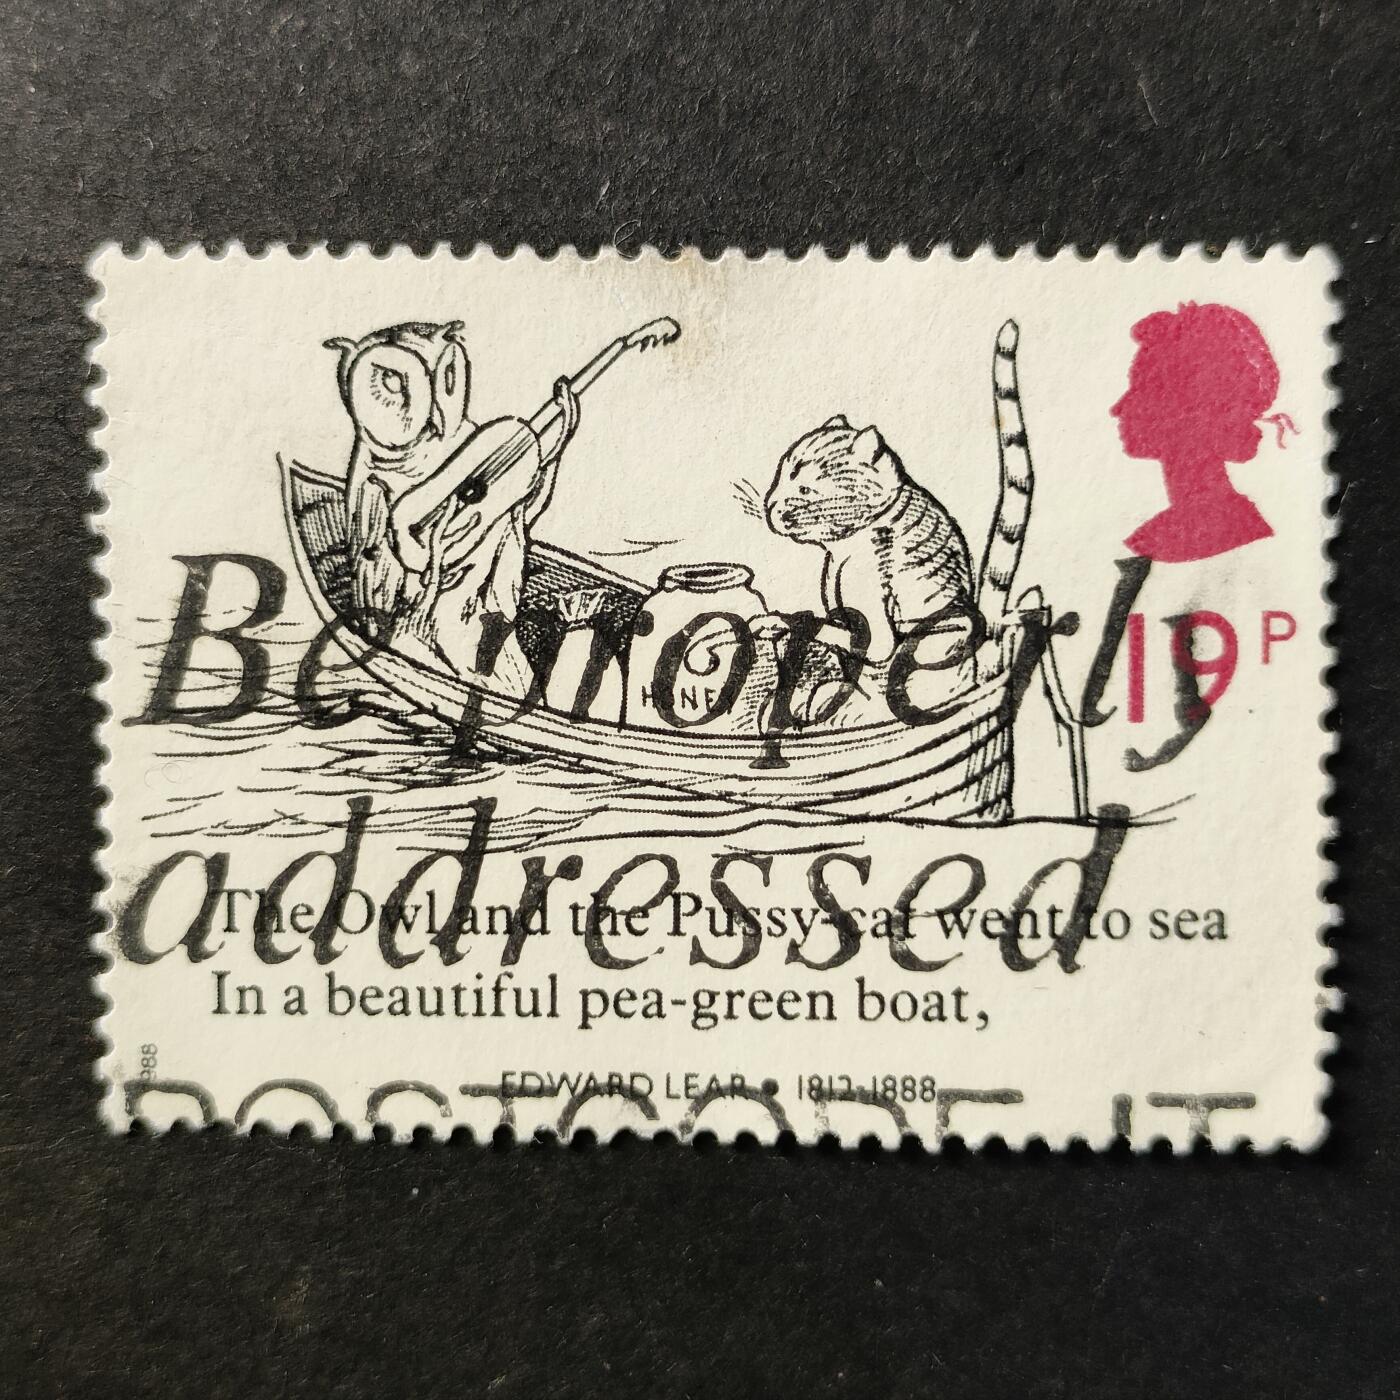 19P
HONEY
Be properly
addressed
The Owl and the Pussy-cat went to sea
In a beautiful pea-green boat,
1988
EDWARD LEAR • 1812-1888
POSTCODE IT